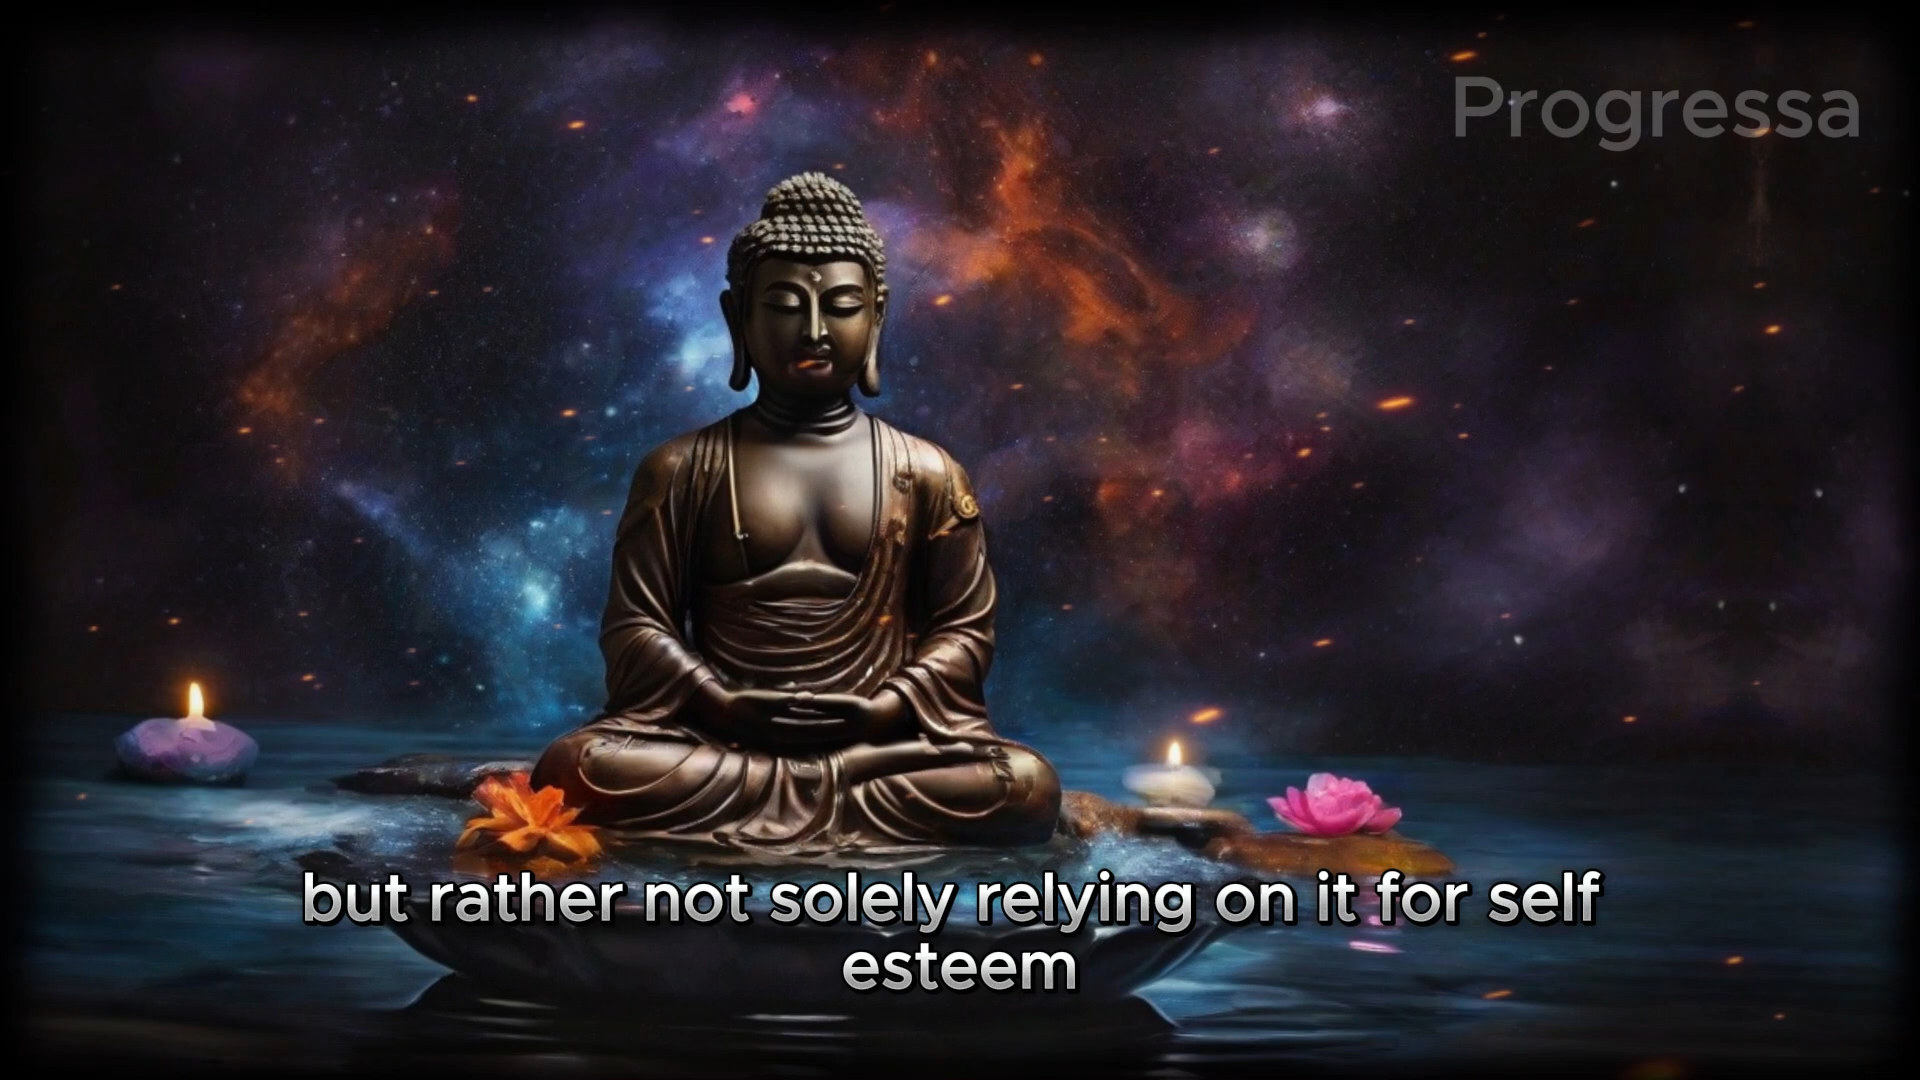 Progressa
but rather not solely relying on it for self
esteem